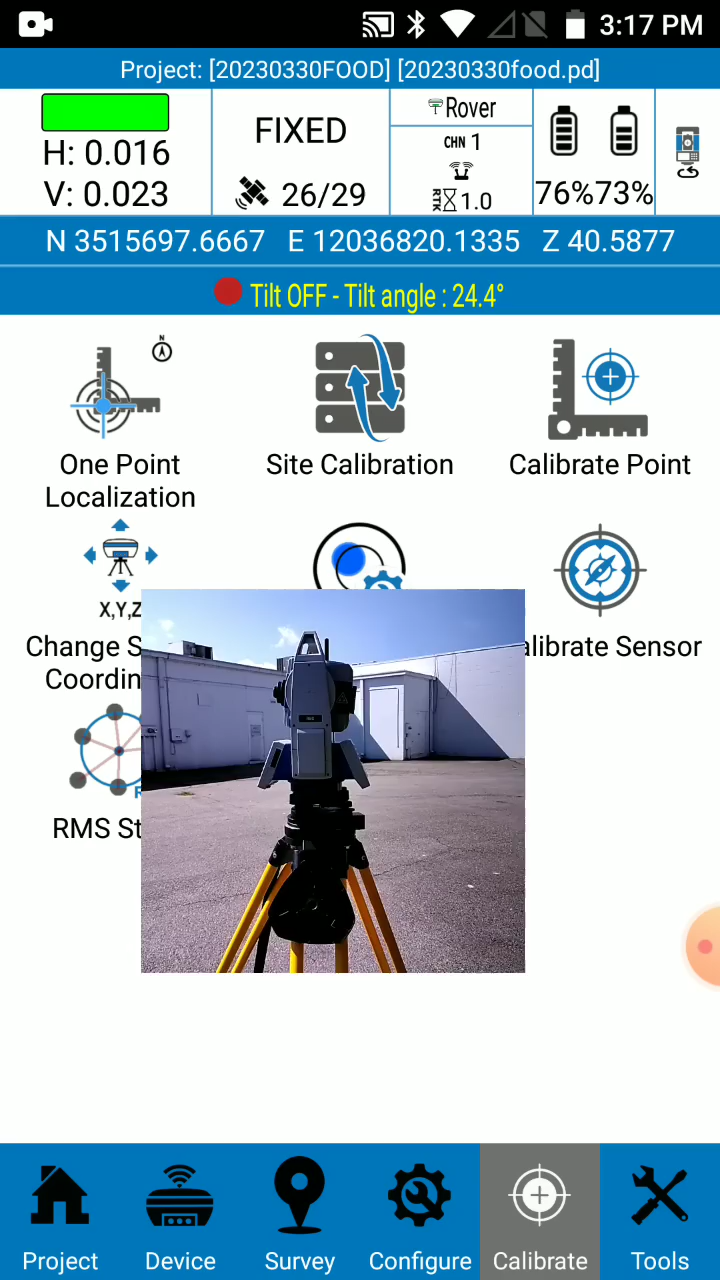 3:17 PM
Project: [20230330FOOD] [20230330food.pd]
H: 0.016
V: 0.023
FIXED
26/29
Rover
CHN 1
RTK 1.0
76% 73%
N 3515697.6667 E 12036820.1335 Z 40.5877
Tilt OFF - Tilt angle : 24.4°
N
One Point
Localization
Site Calibration
Calibrate Point
X,Y,Z
Change S
Coordin
alibrate Sensor
R
RMS St
Project
Device
Survey
Configure
Calibrate
Tools